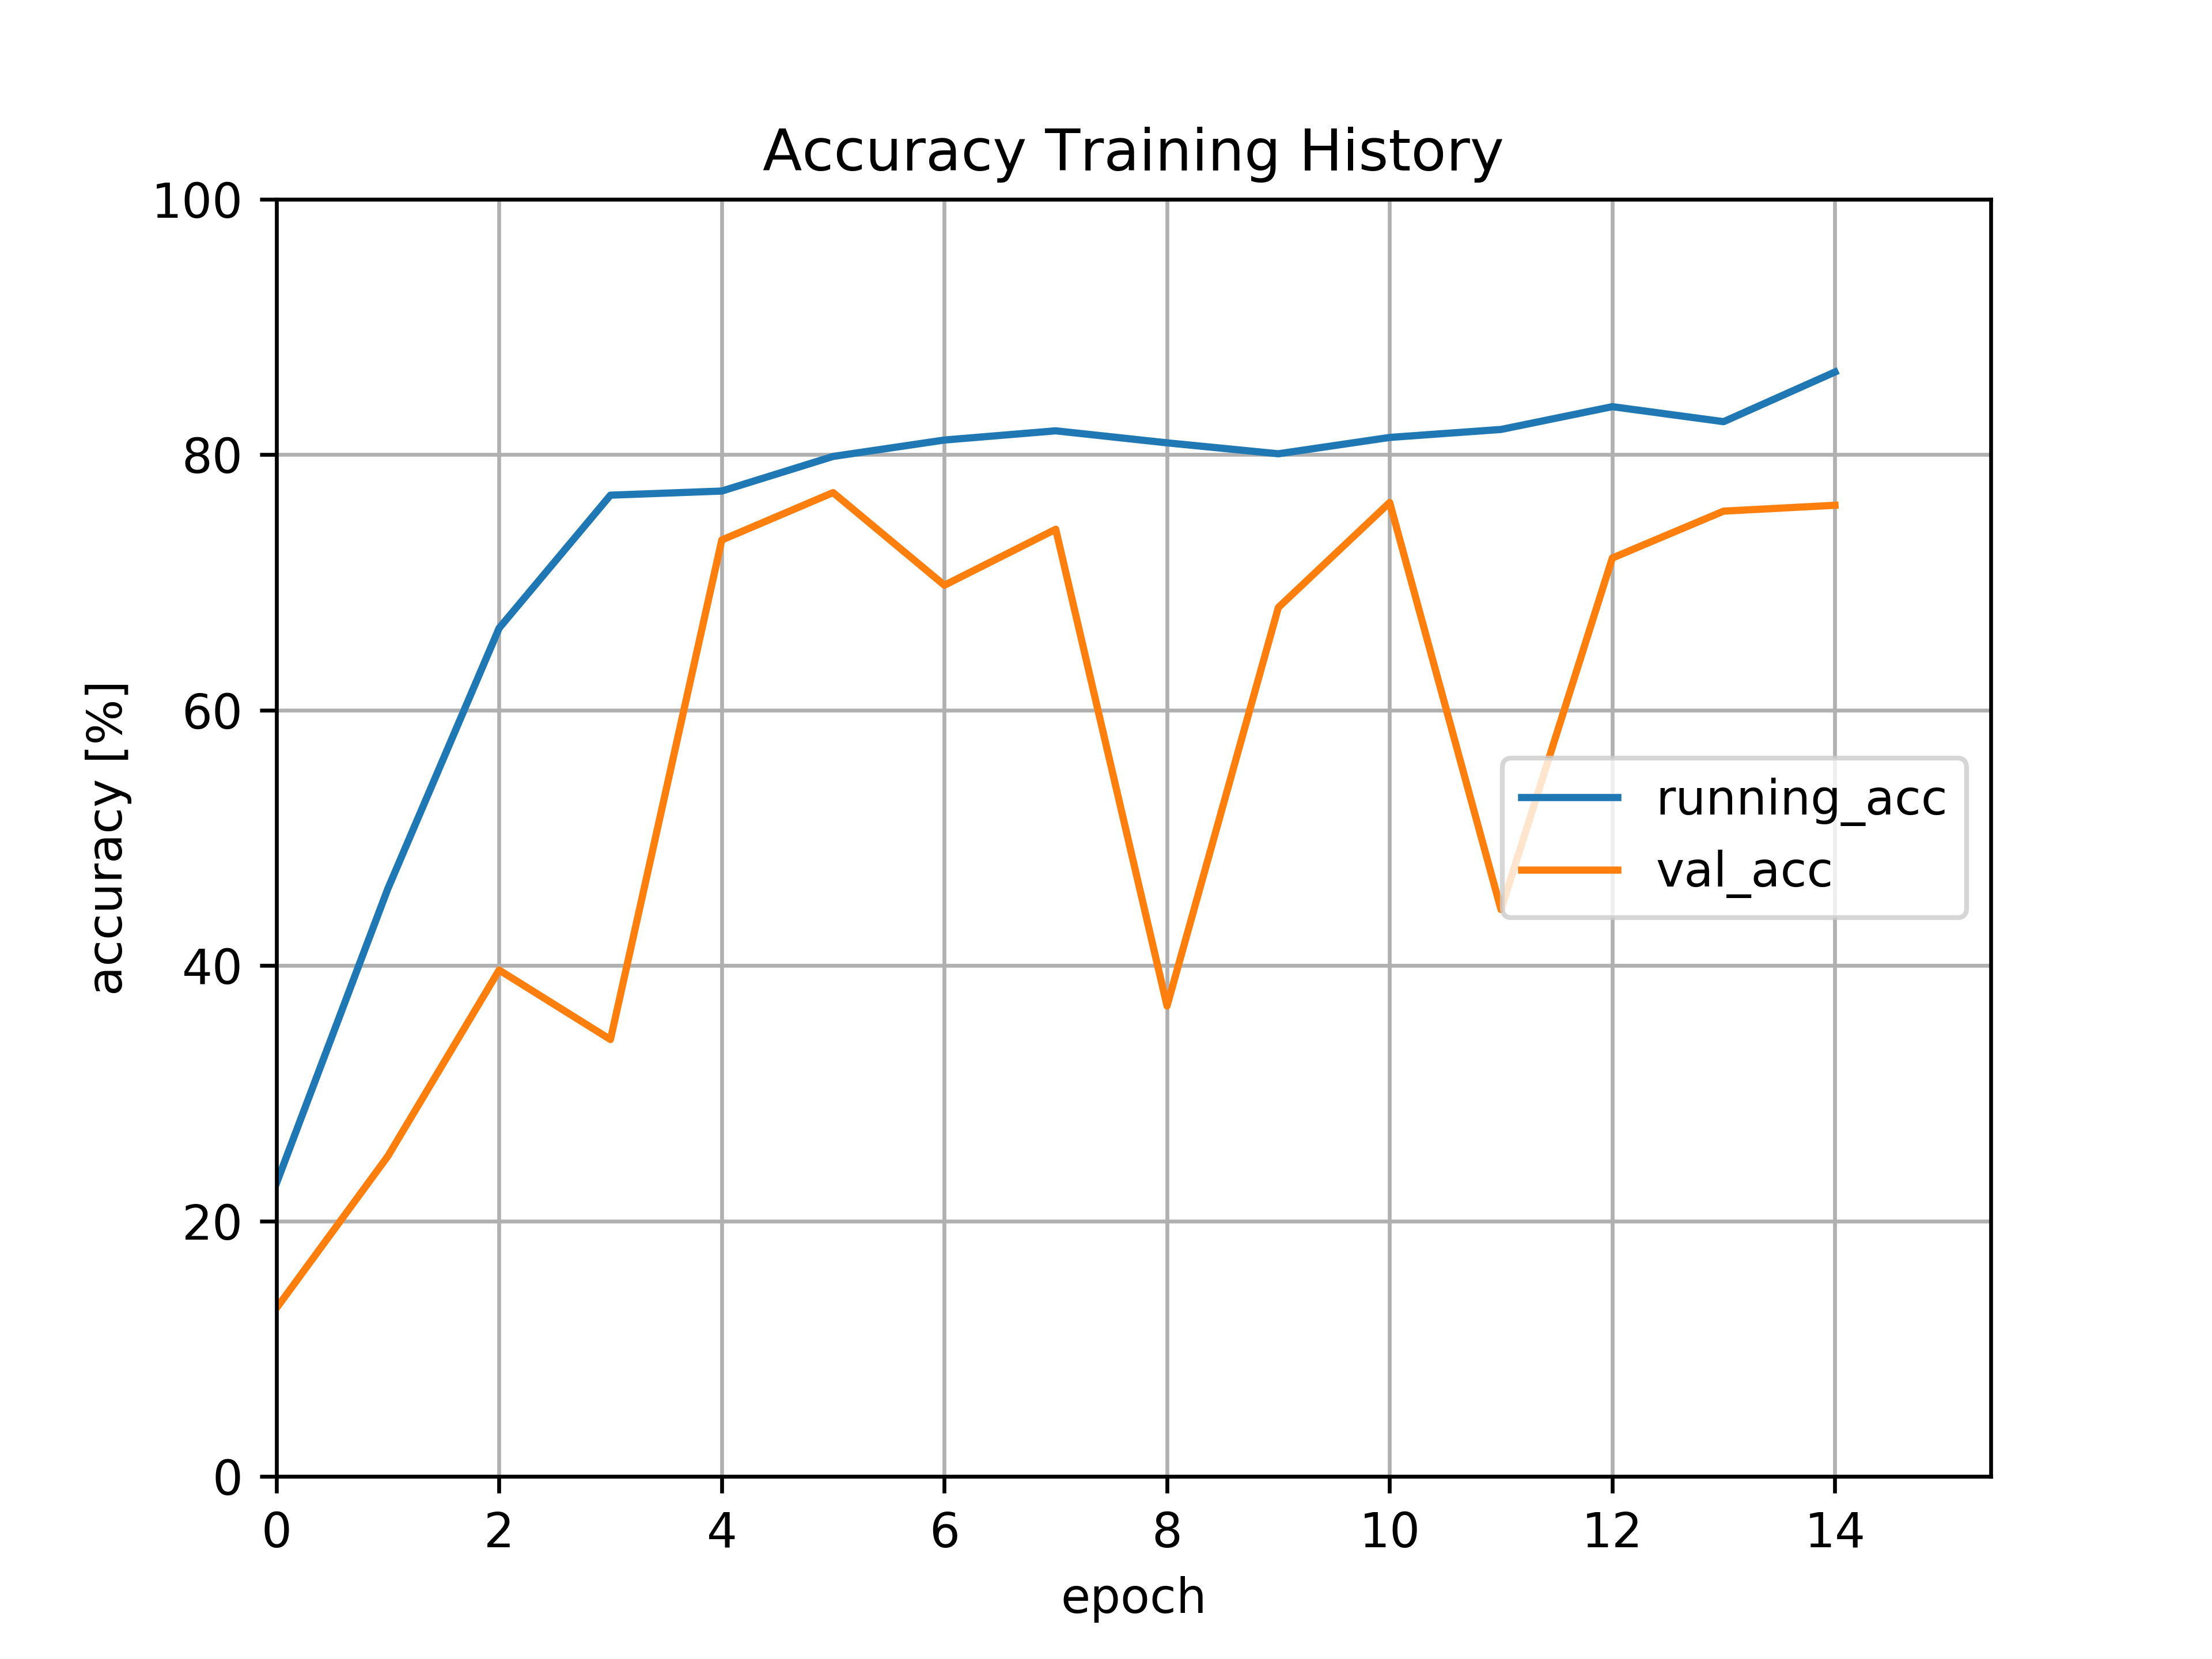 Accuracy Training History
100
80
60
40
20
0
accuracy [%]
running_acc
val_acc
0 2 4 6 8 10 12 14
epoch